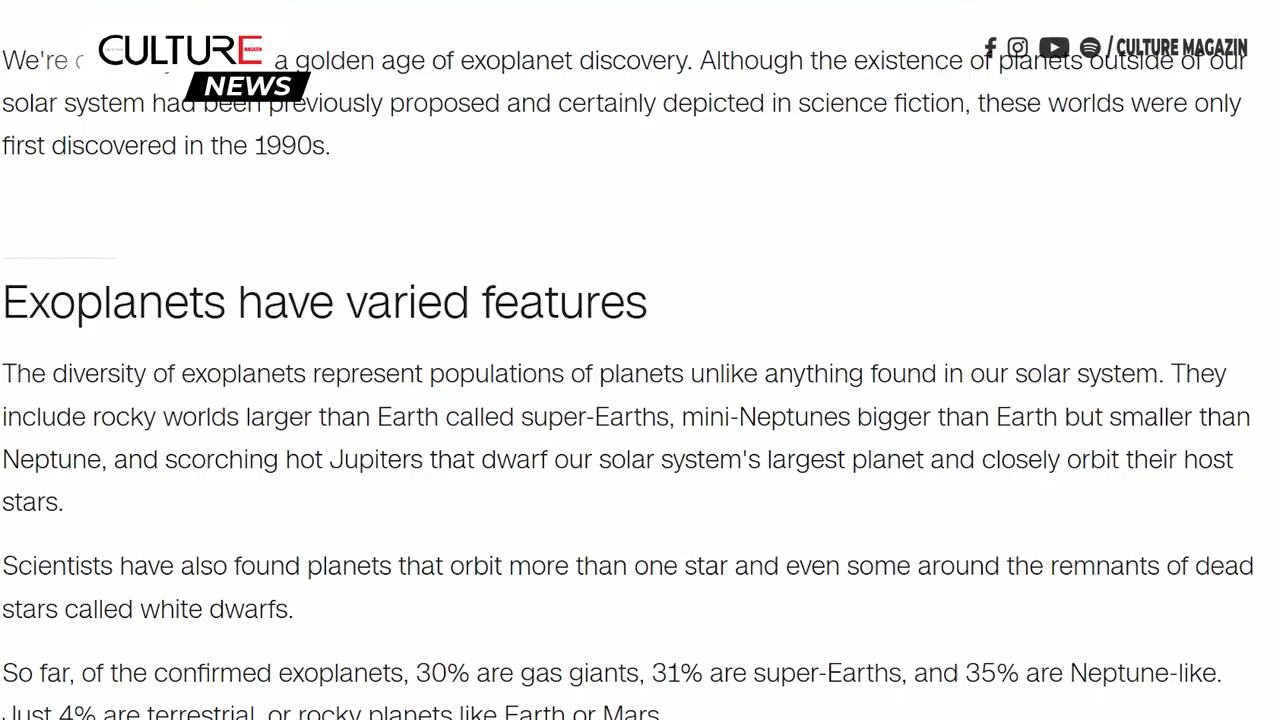 CULTURE
MAGAZIN
NEWS
/ CULTURE MAGAZIN
We're a golden age of exoplanet discovery. Although the existence of planets outside of our
solar system had been previously proposed and certainly depicted in science fiction, these worlds were only
first discovered in the 1990s.
Exoplanets have varied features
The diversity of exoplanets represent populations of planets unlike anything found in our solar system. They
include rocky worlds larger than Earth called super-Earths, mini-Neptunes bigger than Earth but smaller than
Neptune, and scorching hot Jupiters that dwarf our solar system's largest planet and closely orbit their host
stars.
Scientists have also found planets that orbit more than one star and even some around the remnants of dead
stars called white dwarfs.
So far, of the confirmed exoplanets, 30% are gas giants, 31% are super-Earths, and 35% are Neptune-like.
Just 4% are terrestrial, or rocky planets like Earth or Mars.